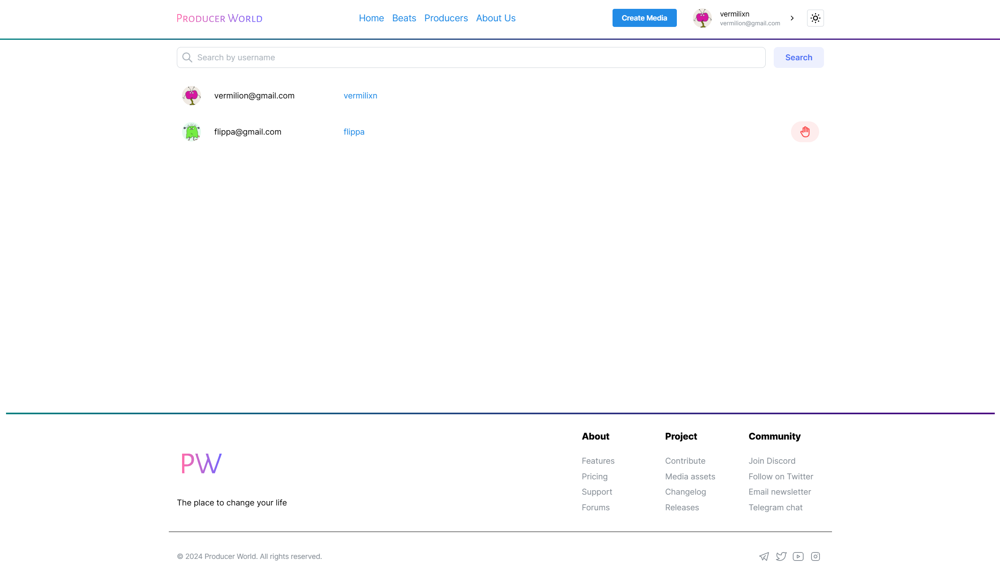 Producer World
Home Beats Producers About Us
Create Media
vermilixn
vermilion@gmail.com
Search by username
Search
vermilion@gmail.com vermilixn
flippa@gmail.com flippa
PW
The place to change your life
About
Features
Pricing
Support
Forums
Project
Contribute
Media assets
Changelog
Releases
Community
Join Discord
Follow on Twitter
Email newsletter
Telegram chat
© 2024 Producer World. All rights reserved.